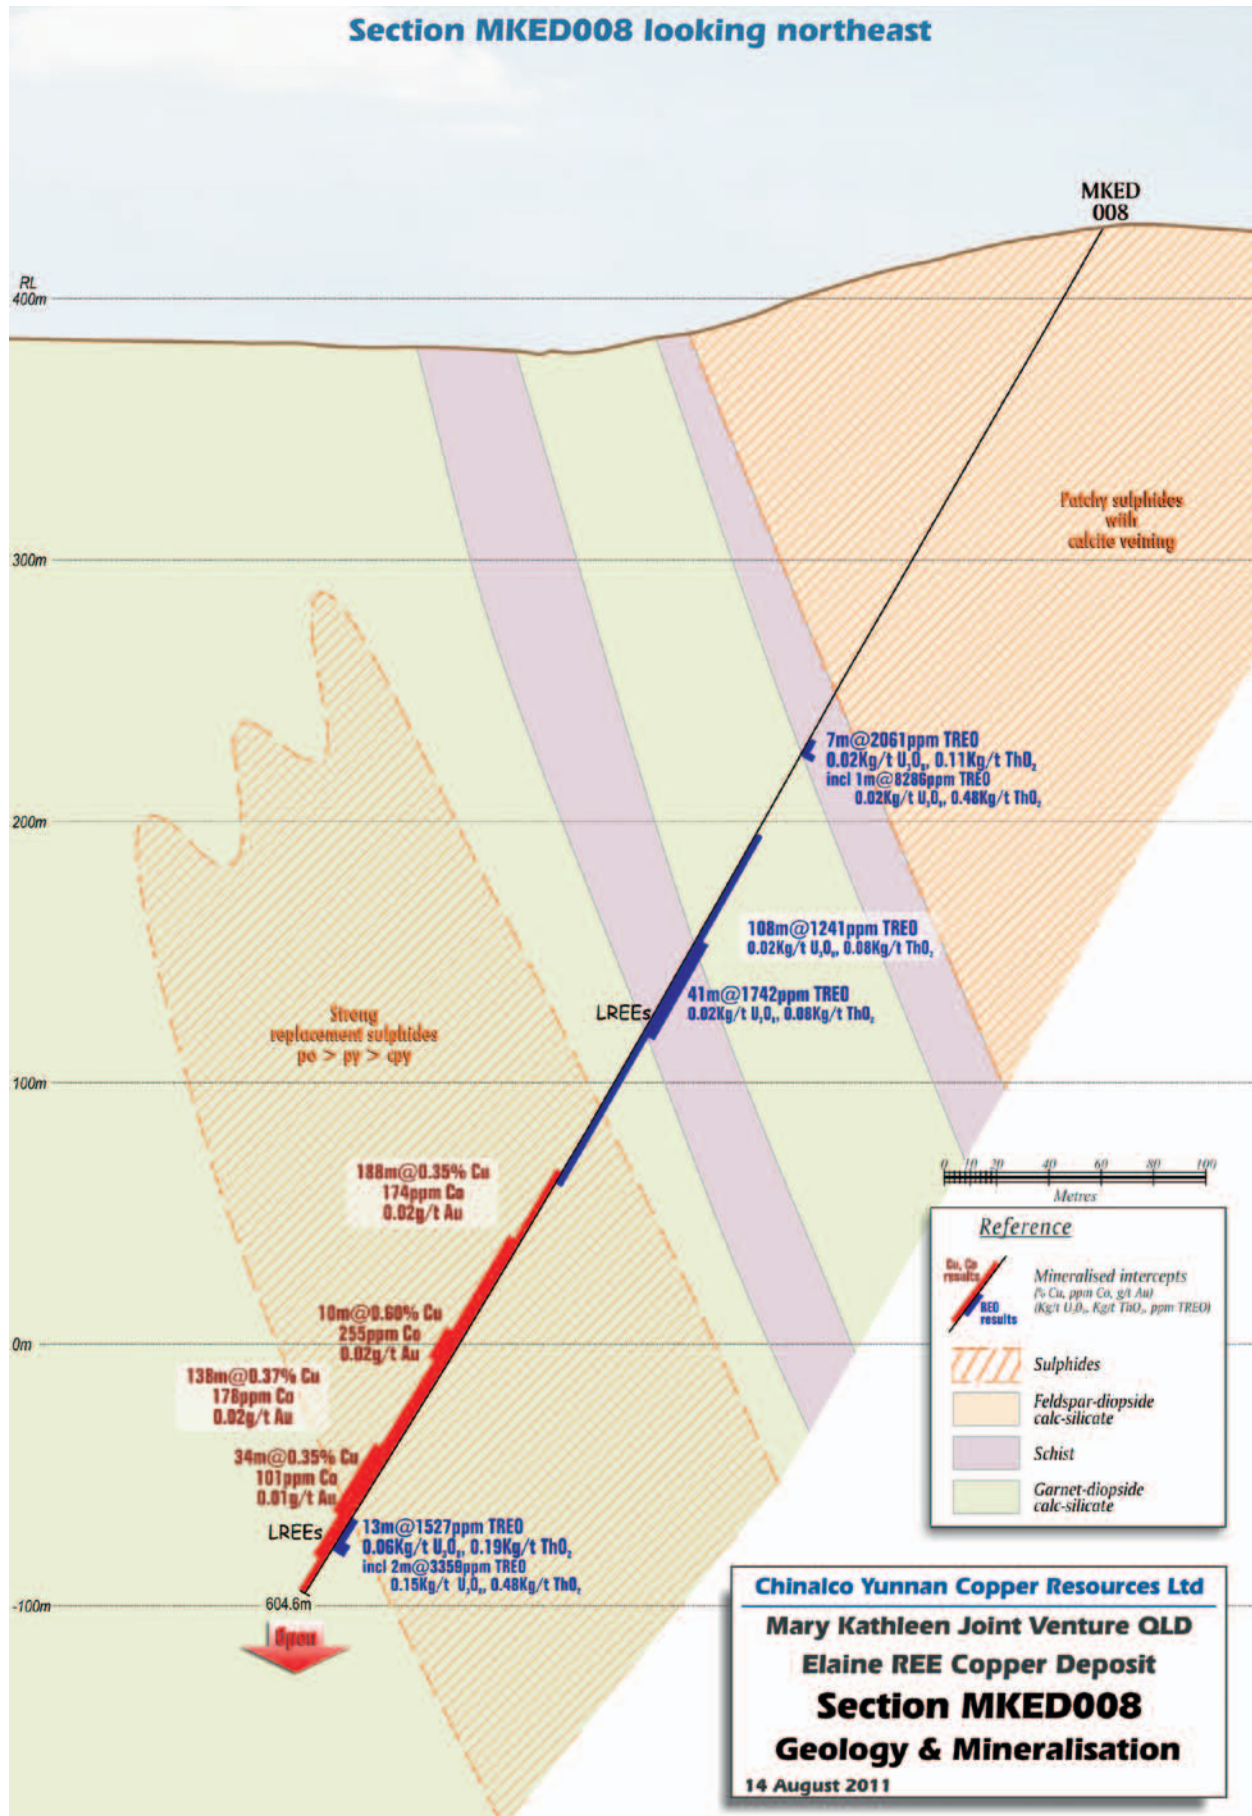 Section MKED008 looking northeast
MKED
008
RL
400m
Patchy sulphides
with
calcite veining
300m
7m@2061ppm TREO
0.02Kg/t U₃O₈, 0.11Kg/t ThO₂
incl 1m@8286ppm TREO
0.02Kg/t U₃O₈, 0.48Kg/t ThO₂
200m
108m@1241ppm TREO
0.02Kg/t U₃O₈, 0.08Kg/t ThO₂
41m@1742ppm TREO
0.02Kg/t U₃O₈, 0.08Kg/t ThO₂
LREEs
Strong
replacement sulphides
po > py > cpy
100m
188m@0.35% Cu
174ppm Co
0.02g/t Au
10m@0.60% Cu
255ppm Co
0.02g/t Au
0m
138m@0.37% Cu
178ppm Co
0.02g/t Au
34m@0.35% Cu
101ppm Co
0.01g/t Au
LREEs
13m@1527ppm TREO
0.06Kg/t U₃O₈, 0.19Kg/t ThO₂
incl 2m@3359ppm TREO
0.15Kg/t U₃O₈, 0.48Kg/t ThO₂
604.6m
-100m
Open
0 10 20 40 60 80 100
Metres
Reference
Cu, Co
results
REO
results
Mineralised intercepts
(% Cu, ppm Co, g/t Au)
(Kg/t U₃O₈, Kg/t ThO₂, ppm TREO)
Sulphides
Feldspar-diopside
calc-silicate
Schist
Garnet-diopside
calc-silicate
Chinalco Yunnan Copper Resources Ltd
Mary Kathleen Joint Venture QLD
Elaine REE Copper Deposit
Section MKED008
Geology & Mineralisation
14 August 2011